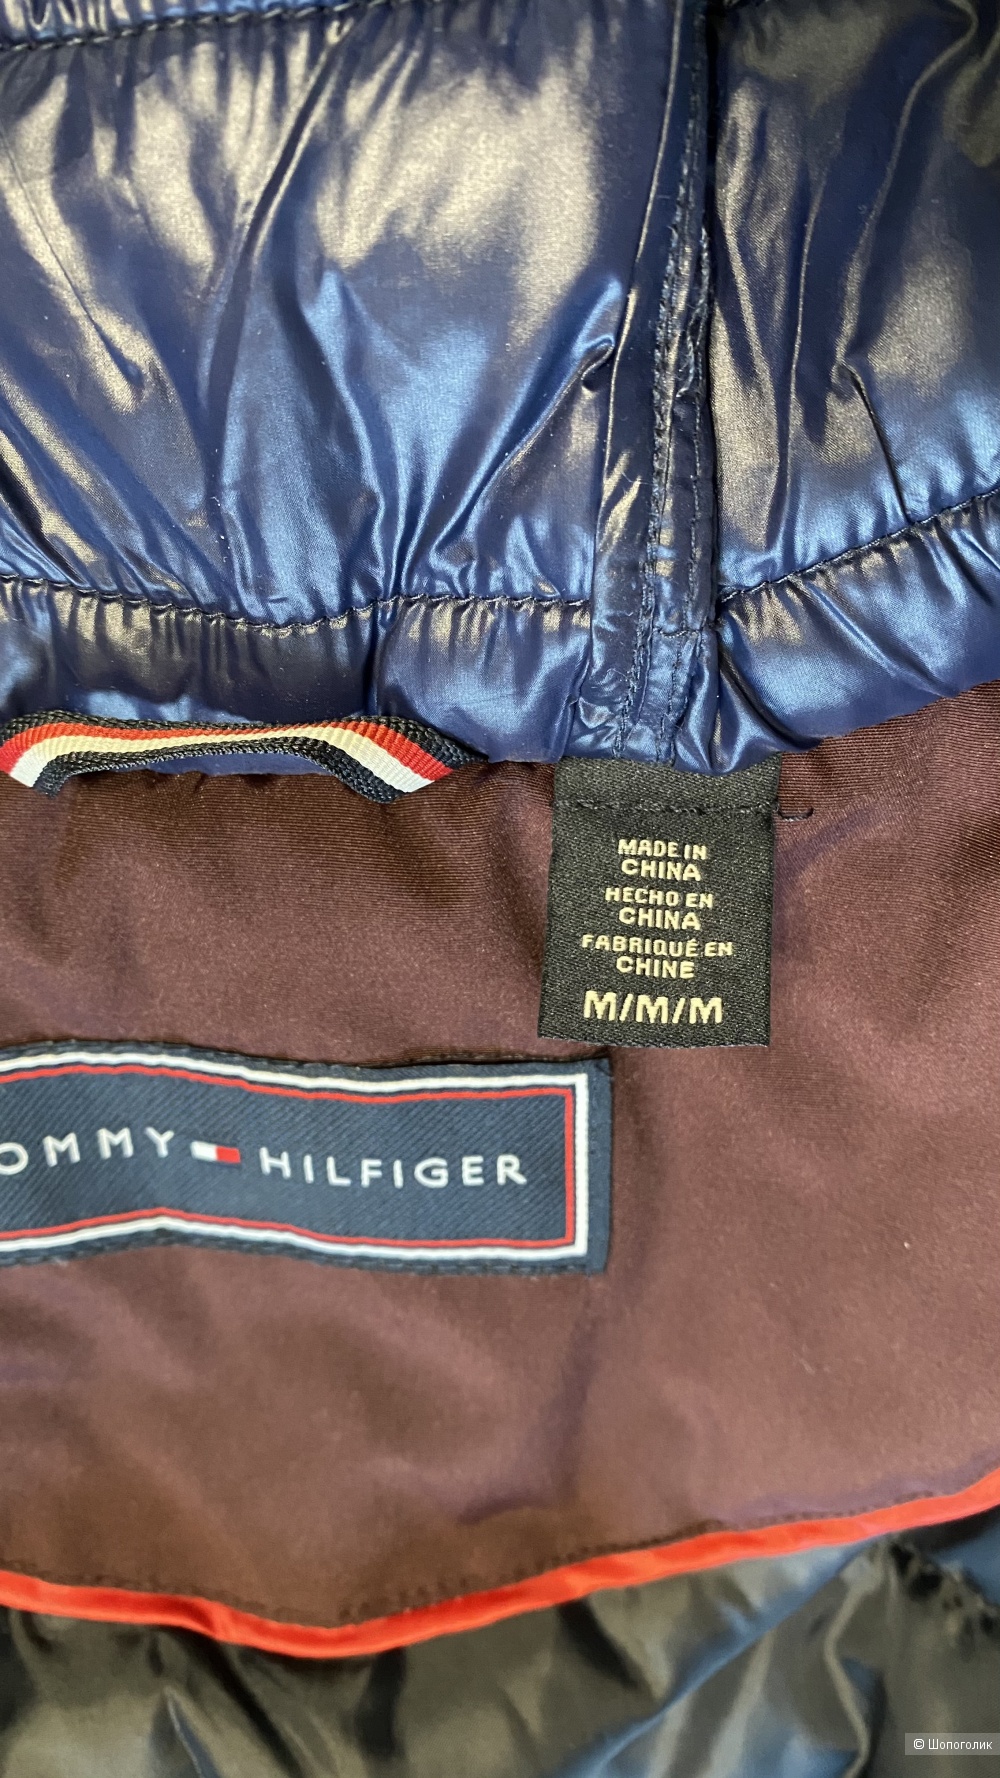 MADE IN
CHINA
HECHO EN
CHINA
FABRIQUÉ EN
CHINE
M/M/M
OMMY HILFIGER
© Шопоголик